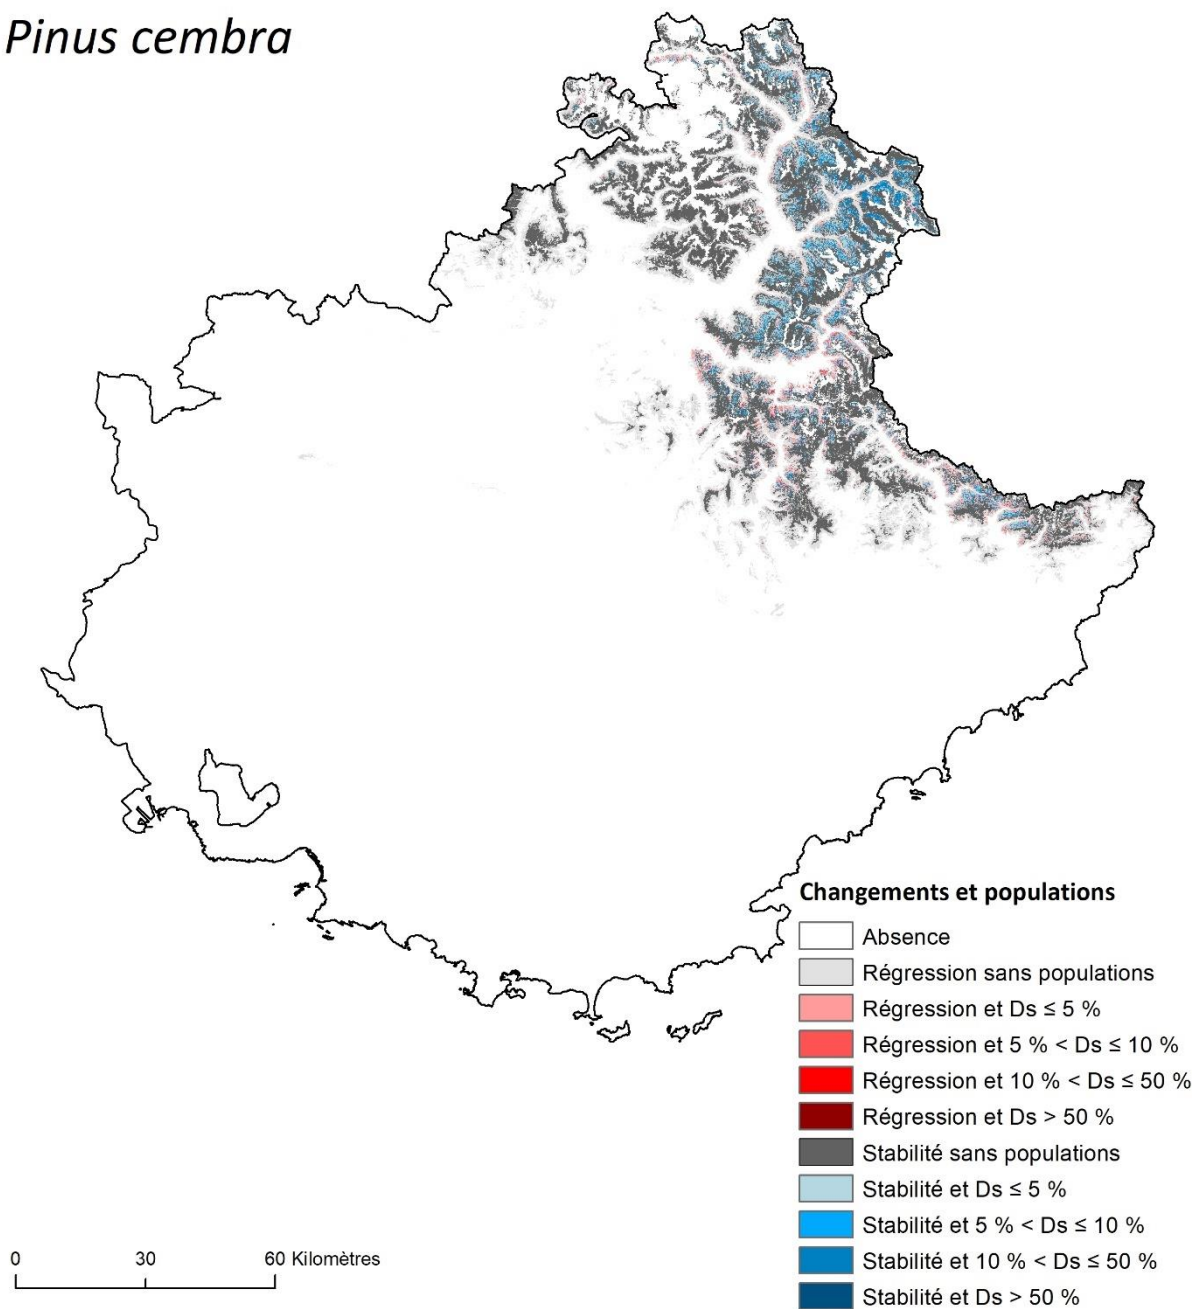 Pinus cembra
Changements et populations
Absence
Régression sans populations
Régression et Ds ≤ 5 %
Régression et 5 % < Ds ≤ 10 %
Régression et 10 % < Ds ≤ 50 %
Régression et Ds > 50 %
Stabilité sans populations
Stabilité et Ds ≤ 5 %
Stabilité et 5 % < Ds ≤ 10 %
Stabilité et 10 % < Ds ≤ 50 %
Stabilité et Ds > 50 %
0 30 60 Kilomètres